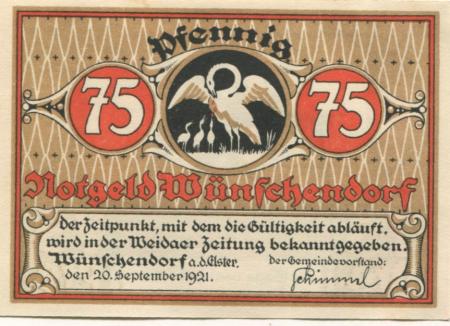 Pfennig
75 75
Notgeld Wünschendorf
der Zeitpunkt, mit dem die Gültigkeit abläuft,
wird in der Weidaer Zeitung bekanntgegeben.
Wünschendorf a.d. Elster. der Gemeindevorstand:
den 20. September 1921. Schimmel